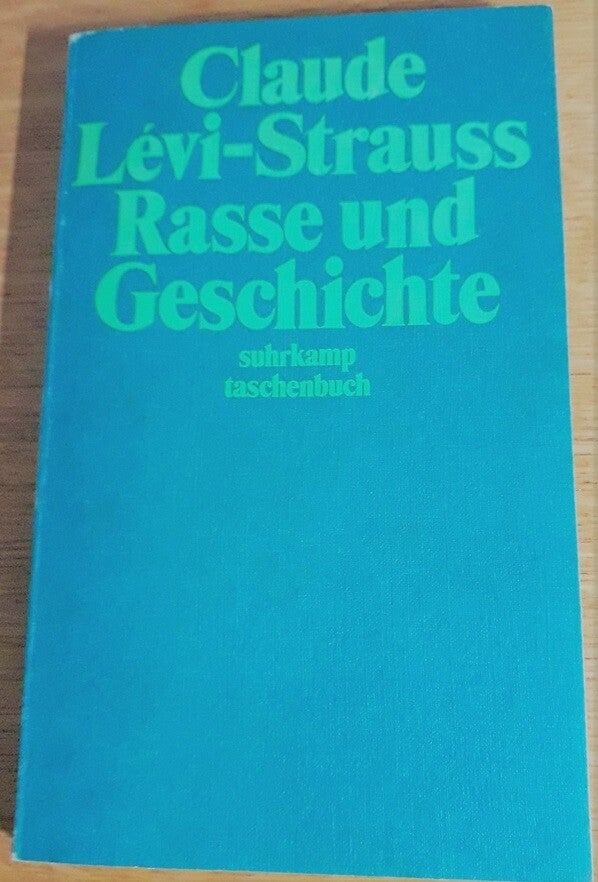 Claude
Lévi-Strauss
Rasse und
Geschichte
suhrkamp
taschenbuch